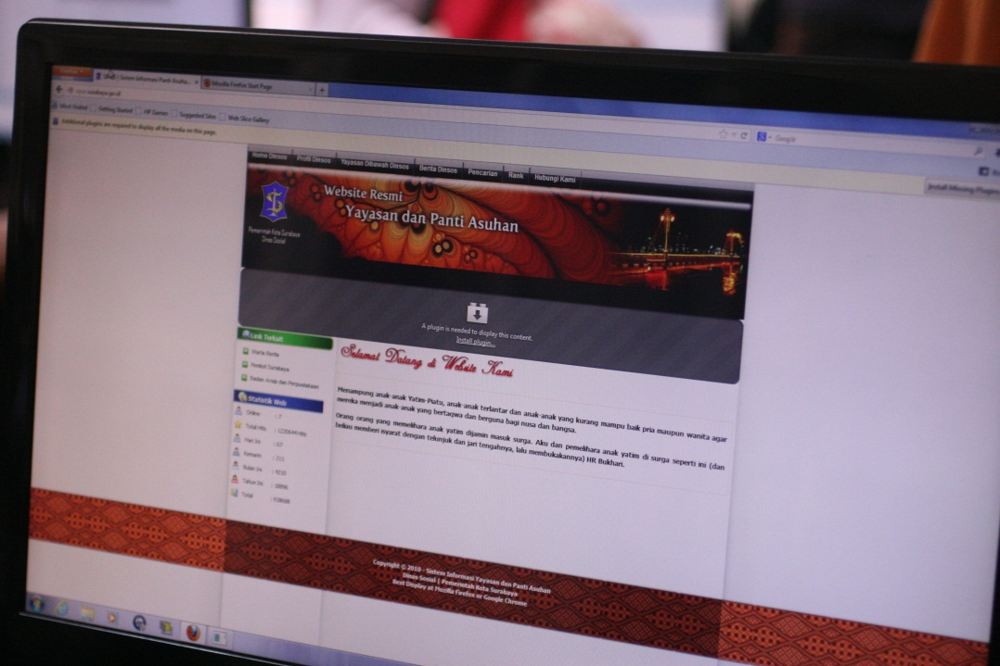 | Sistem Informasi Panti Asuha...
Mozilla Firefox Start Page
Most Visited
Getting Started
HP Games
Suggested Sites
Web Slice Gallery
Google
Additional plugins are required to display all the media on this page.
Install Missing Plugins
Home Dinsos
Profil Dinsos
Yayasan Dibawah Dinsos
Berita Dinsos
Pencarian
Rank
Hubungi Kami
Website Resmi
Yayasan dan Panti Asuhan
Pemerintah Kota Surabaya
Dinas Sosial
A plugin is needed to display this content.
Install plugin...
Link Terkait
Warta Berita
Pemkot Surabaya
Badan Arsip dan Perpustakaan
Statistik Web
Online : 7
Total Hits
Hari Ini : 67
Kemarin : 211
Bulan Ini : 4210
Tahun Ini
Total
Selamat Datang di Website Kami
Menampung anak-anak Yatim-Piatu, anak-anak terlantar dan anak-anak yang kurang mampu baik pria maupun wanita agar
mereka menjadi anak-anak yang bertaqwa dan berguna bagi nusa dan bangsa.
Orang orang yang memelihara anak yatim dijamin masuk surga. Aku dan pemelihara anak yatim di surga seperti ini (dan
beliau memberi isyarat dengan telunjuk dan jari tengahnya, lalu membukakannya) HR Bukhari.
Copyright © 2010 - Sistem Informasi Yayasan dan Panti Asuhan
Dinas Sosial | Pemerintah Kota Surabaya
Best Display at Mozilla Firefox or Google Chrome